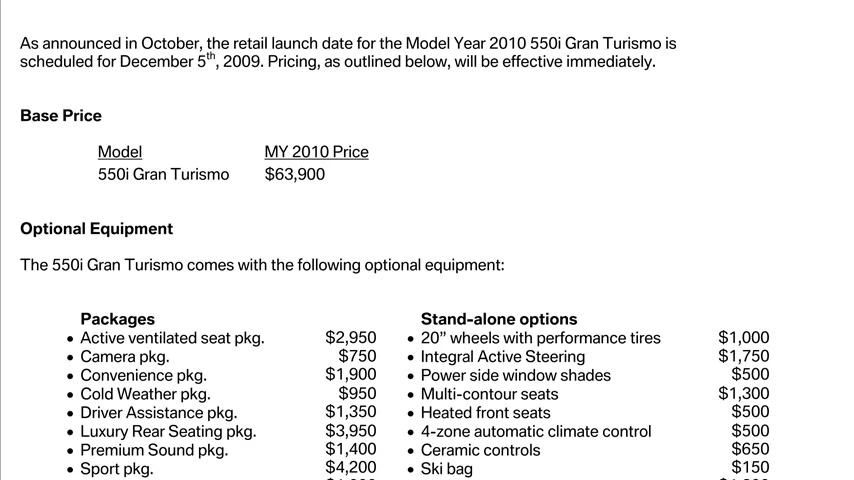 As announced in October, the retail launch date for the Model Year 2010 550i Gran Turismo is
scheduled for December 5th, 2009. Pricing, as outlined below, will be effective immediately.
Base Price
Model MY 2010 Price
550i Gran Turismo $63,900
Optional Equipment
The 550i Gran Turismo comes with the following optional equipment:
Packages Stand-alone options
• Active ventilated seat pkg. $2,950 • 20” wheels with performance tires $1,000
• Camera pkg. $750 • Integral Active Steering $1,750
• Convenience pkg. $1,900 • Power side window shades $500
• Cold Weather pkg. $950 • Multi-contour seats $1,300
• Driver Assistance pkg. $1,350 • Heated front seats $500
• Luxury Rear Seating pkg. $3,950 • 4-zone automatic climate control $500
• Premium Sound pkg. $1,400 • Ceramic controls $650
• Sport pkg. $4,200 • Ski bag $150